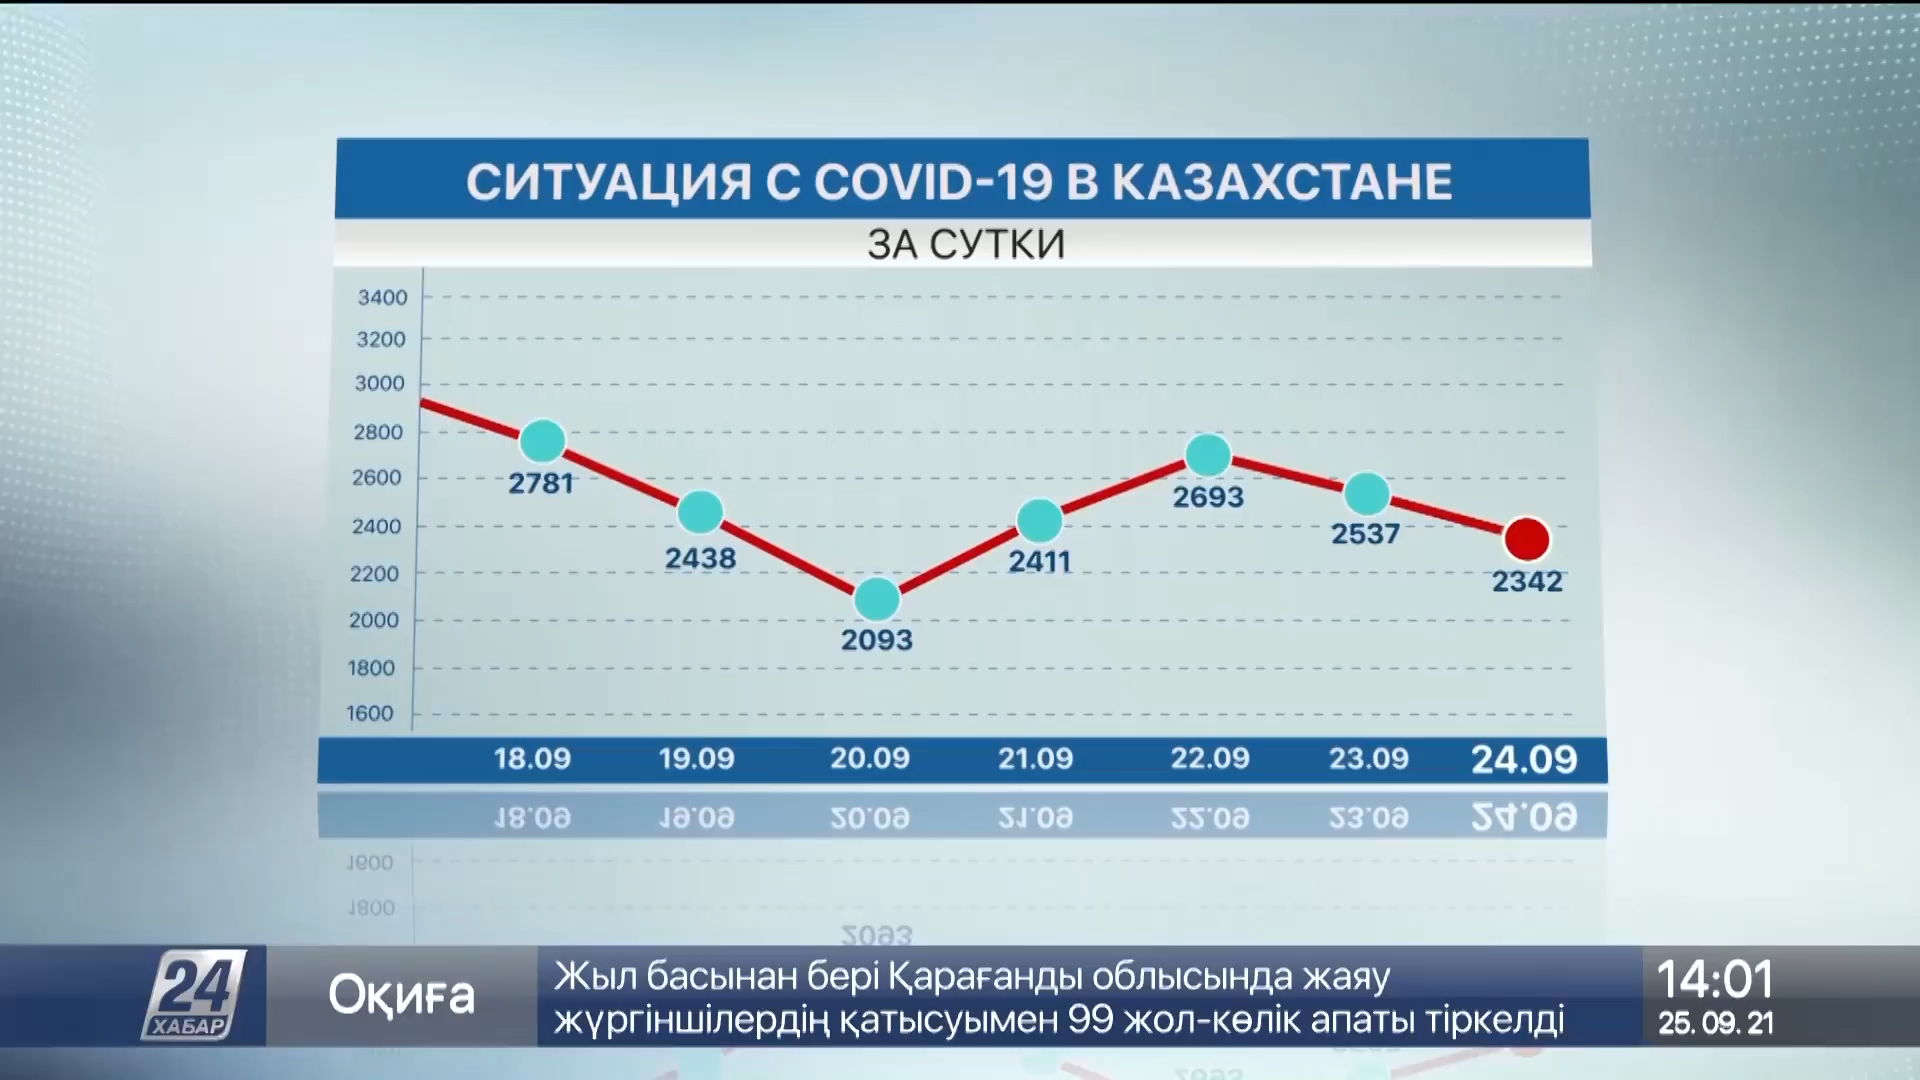 СИТУАЦИЯ С COVID-19 В КАЗАХСТАНЕ
ЗА СУТКИ
3400
3200
3000
2800
2600
2400
2200
2000
1800
1600
2781
2438
2093
2411
2693
2537
2342
18.09 19.09 20.09 21.09 22.09 23.09 24.09
24
ХАБАР
Оқиға
Жыл басынан бері Қарағанды облысында жаяу
жүргіншілердің қатысуымен 99 жол-көлік апаты тіркелді
14:01
25. 09. 21